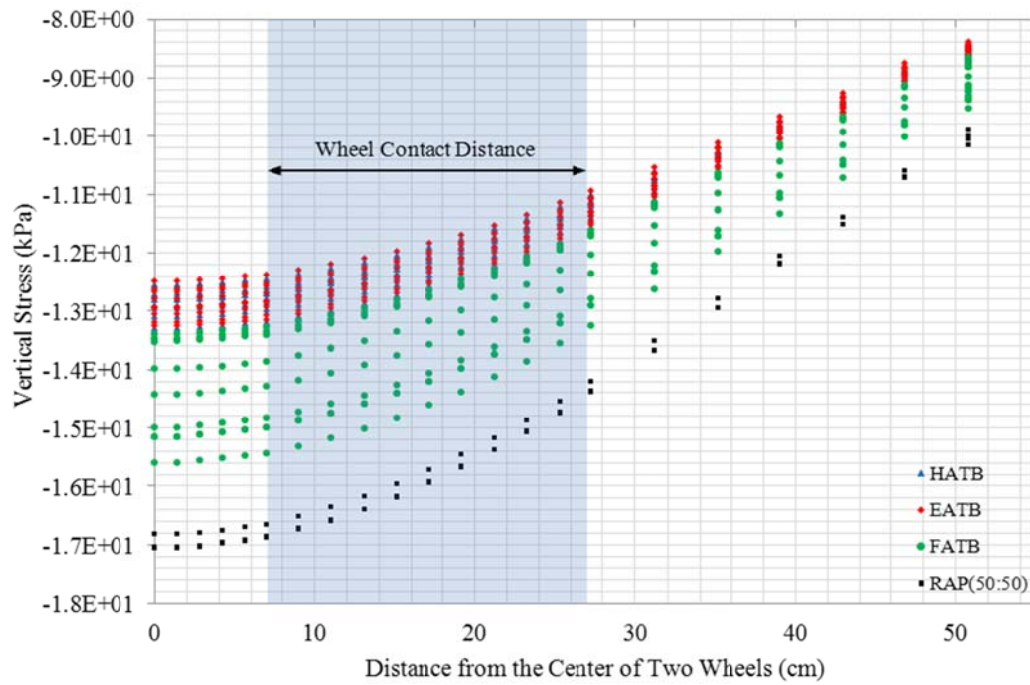 -8.0E+00
-9.0E+00
-1.0E+01
-1.1E+01
-1.2E+01
-1.3E+01
-1.4E+01
-1.5E+01
-1.6E+01
-1.7E+01
-1.8E+01
Vertical Stress (kPa)
Wheel Contact Distance
HATB
EATB
FATB
RAP(50:50)
0 10 20 30 40 50
Distance from the Center of Two Wheels (cm)